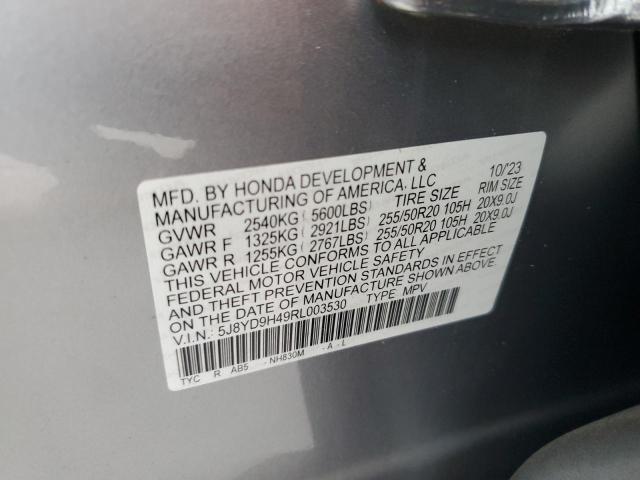 MFD. BY HONDA DEVELOPMENT & 10/'23
MANUFACTURING OF AMERICA, LLC TIRE SIZE RIM SIZE
GVWR 2540KG (5600LBS)
GAWR F 1325KG (2921LBS) 255/50R20 105H 20X9.0J
GAWR R 1255KG (2767LBS) 255/50R20 105H 20X9.0J
THIS VEHICLE CONFORMS TO ALL APPLICABLE
FEDERAL MOTOR VEHICLE SAFETY
AND THEFT PREVENTION STANDARDS IN EFFECT
ON THE DATE OF MANUFACTURE SHOWN ABOVE.
V.I.N.: 5J8YD9H49RL003530 TYPE MPV
TYC R AB5 -NH830M -A-L